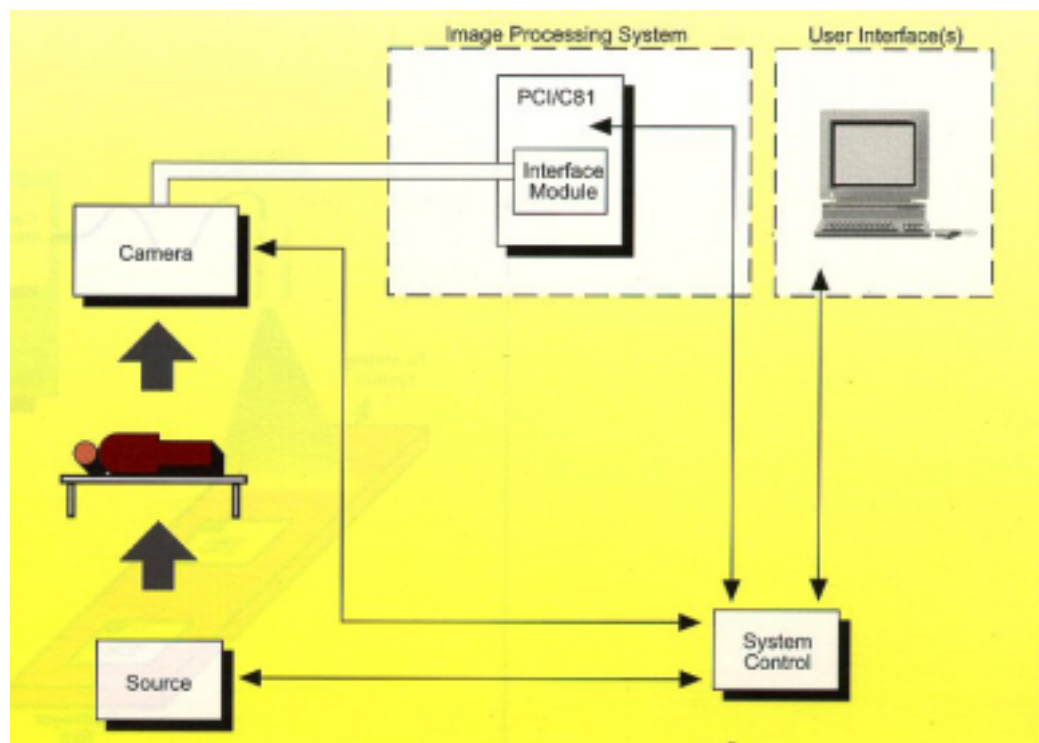 Image Processing System
User Interface(s)
PCI/C81
Interface
Module
Camera
System
Control
Source